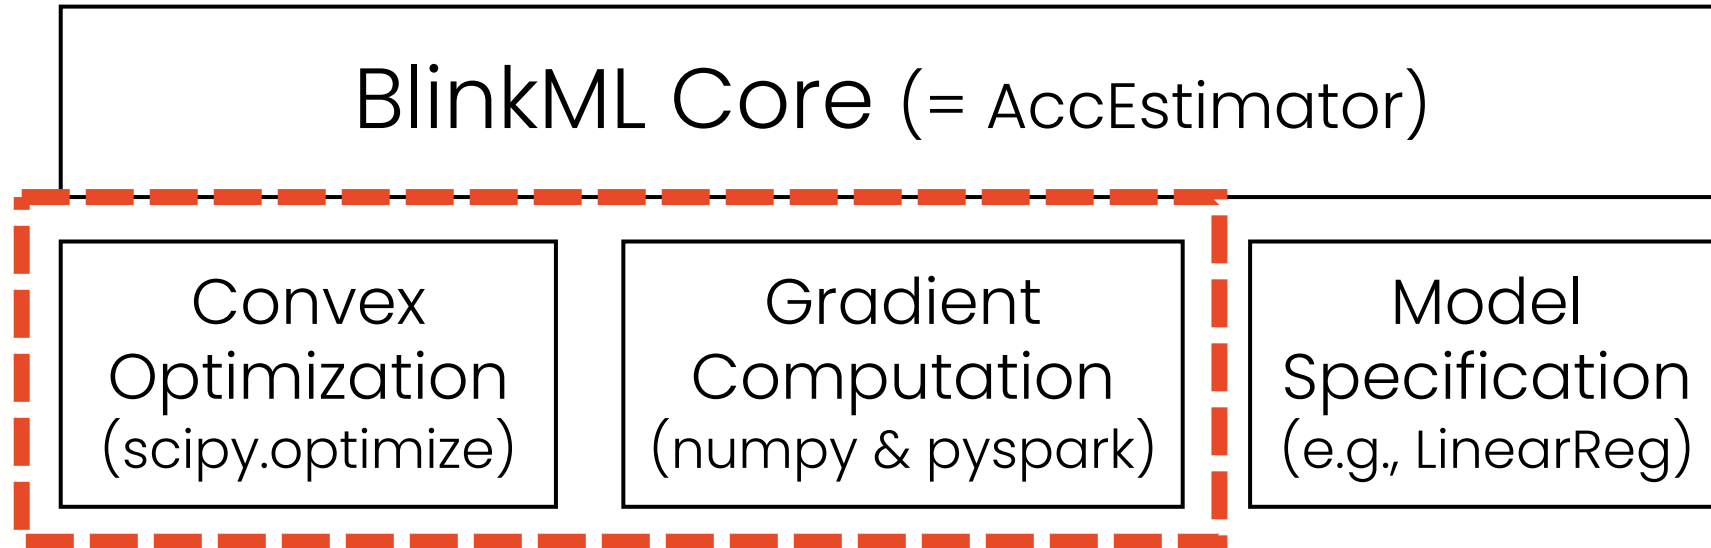 BlinkML Core (= AccEstimator)
Convex
Optimization
(scipy.optimize)
Gradient
Computation
(numpy & pyspark)
Model
Specification
(e.g., LinearReg)